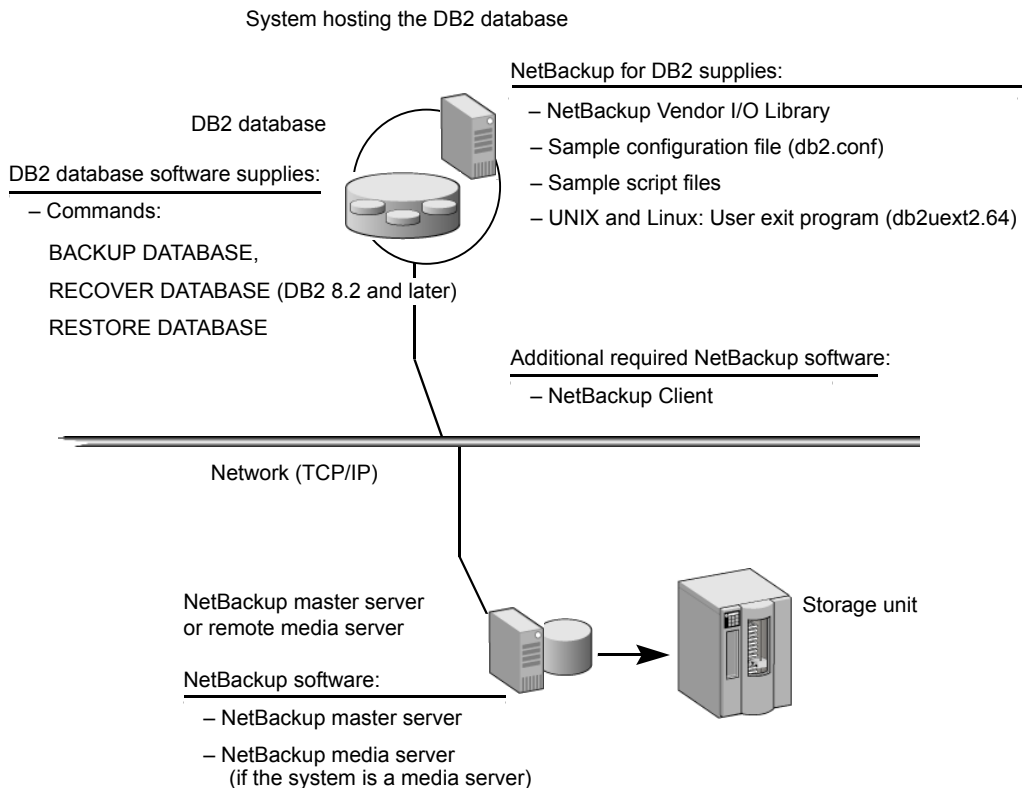 System hosting the DB2 database
NetBackup for DB2 supplies:
– NetBackup Vendor I/O Library
– Sample configuration file (db2.conf)
– Sample script files
– UNIX and Linux: User exit program (db2uext2.64)
DB2 database
DB2 database software supplies:
– Commands:
BACKUP DATABASE,
RECOVER DATABASE (DB2 8.2 and later)
RESTORE DATABASE
Additional required NetBackup software:
– NetBackup Client
Network (TCP/IP)
NetBackup master server
or remote media server
Storage unit
NetBackup software:
– NetBackup master server
– NetBackup media server
(if the system is a media server)